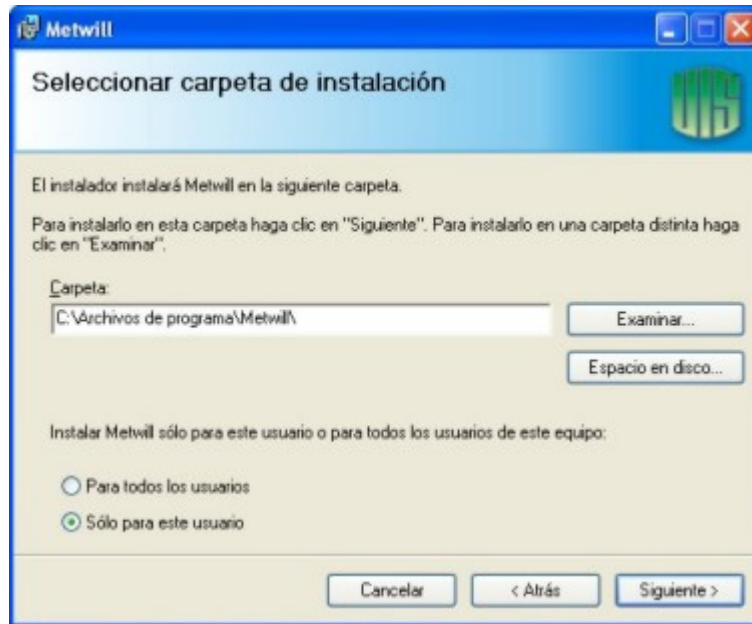 Metwill
Seleccionar carpeta de instalación
UIS
El instalador instalará Metwill en la siguiente carpeta.
Para instalarlo en esta carpeta haga clic en "Siguiente". Para instalarlo en una carpeta distinta haga
clic en "Examinar".
Carpeta:
C:\Archivos de programa\Metwill\
Examinar...
Espacio en disco...
Instalar Metwill sólo para este usuario o para todos los usuarios de este equipo:
Para todos los usuarios
Sólo para este usuario
Cancelar
< Atrás
Siguiente >